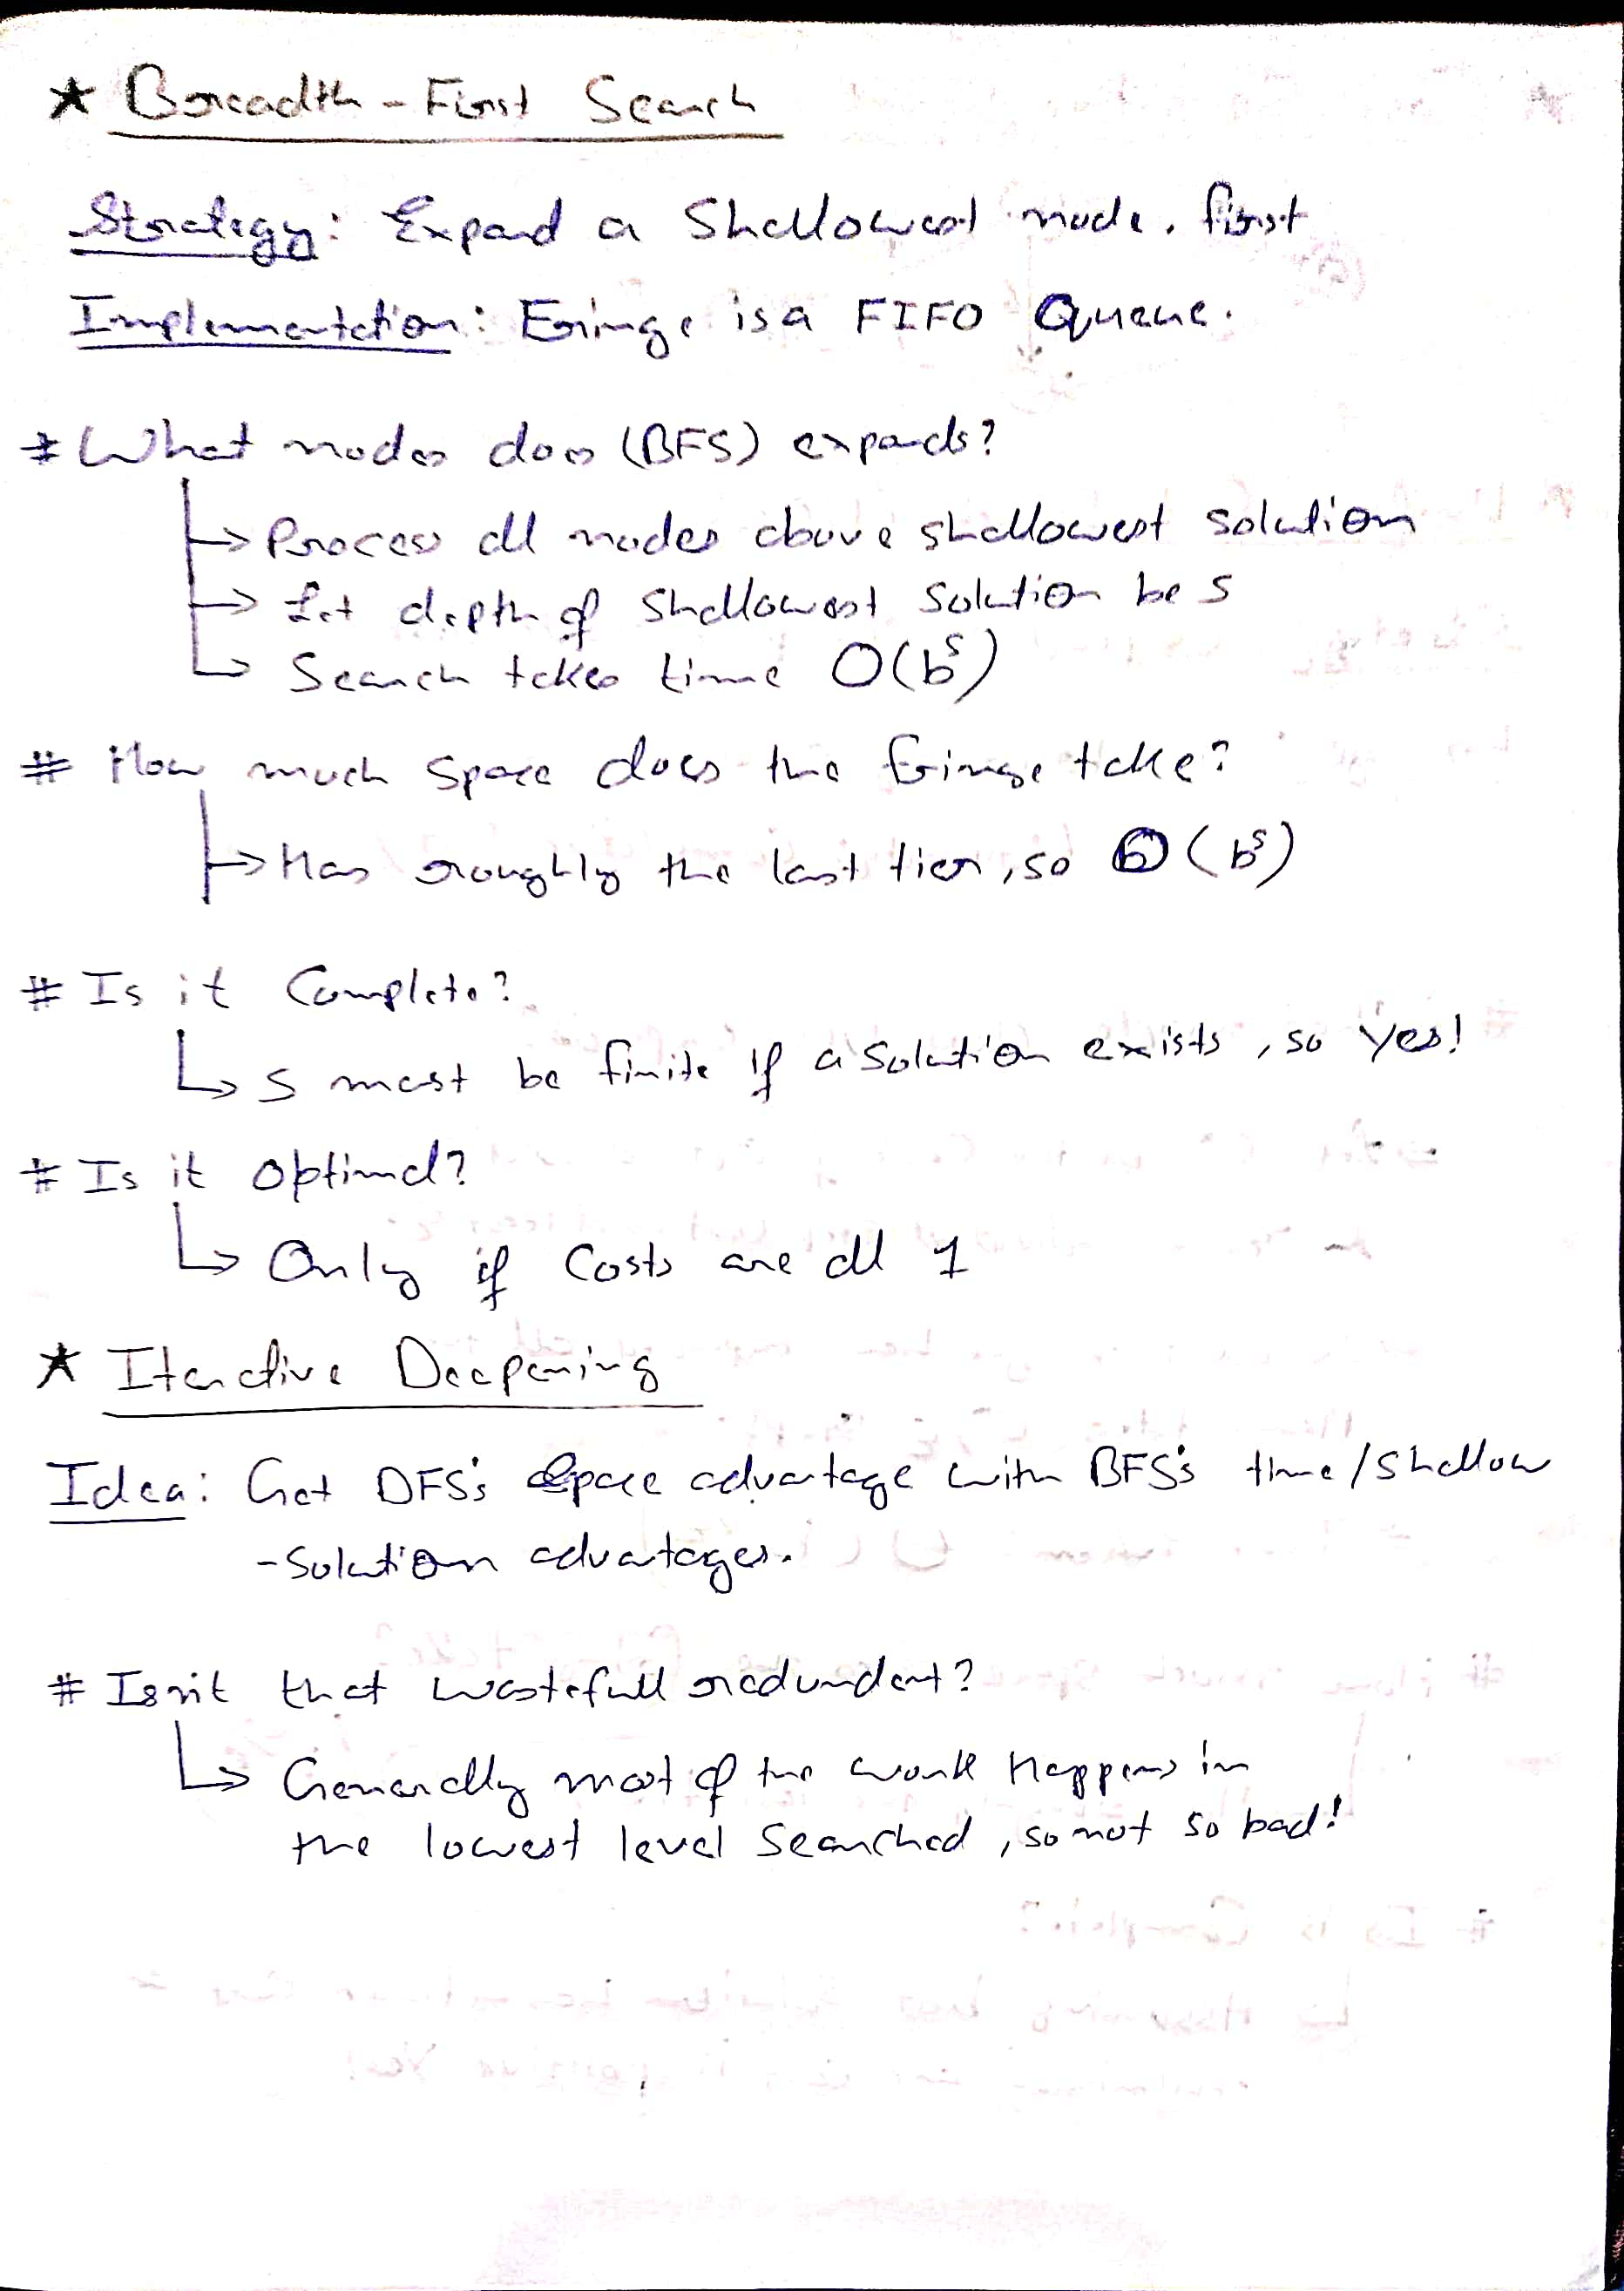 ★ Breadth-First Search
Strategy: Expand a Shallowest node first
Implementation: Fringe is a FIFO Queue.
# What nodes does (BFS) expands?
→ Process all nodes above shallowest solution
→ Let depth of shallowest solution be s
→ Search takes time O(b^s)
# How much space does the fringe take?
→ Has roughly the last tier, so O(b^s)
# Is it Complete?
→ s must be finite if a solution exists, so yes!
# Is it optimal?
→ Only if costs are all 1
★ Iterative Deepening
Idea: Get DFS's space advantage with BFS's time/shallow
-solution advantages.
# Isn't that wastefull redundant?
→ Generally most of the work happens in
the lowest level searched, so not so bad!